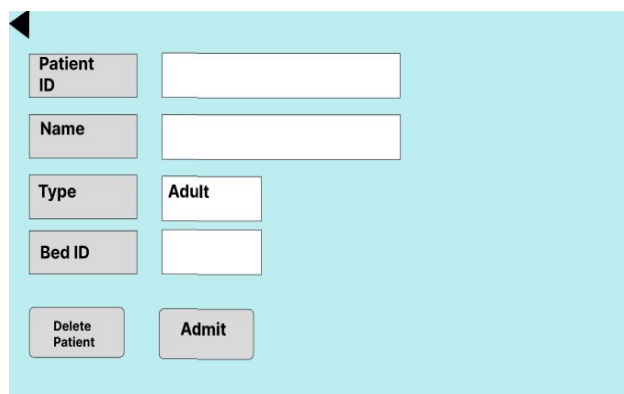 Patient
ID
Name
Type
Adult
Bed ID
Delete
Patient
Admit